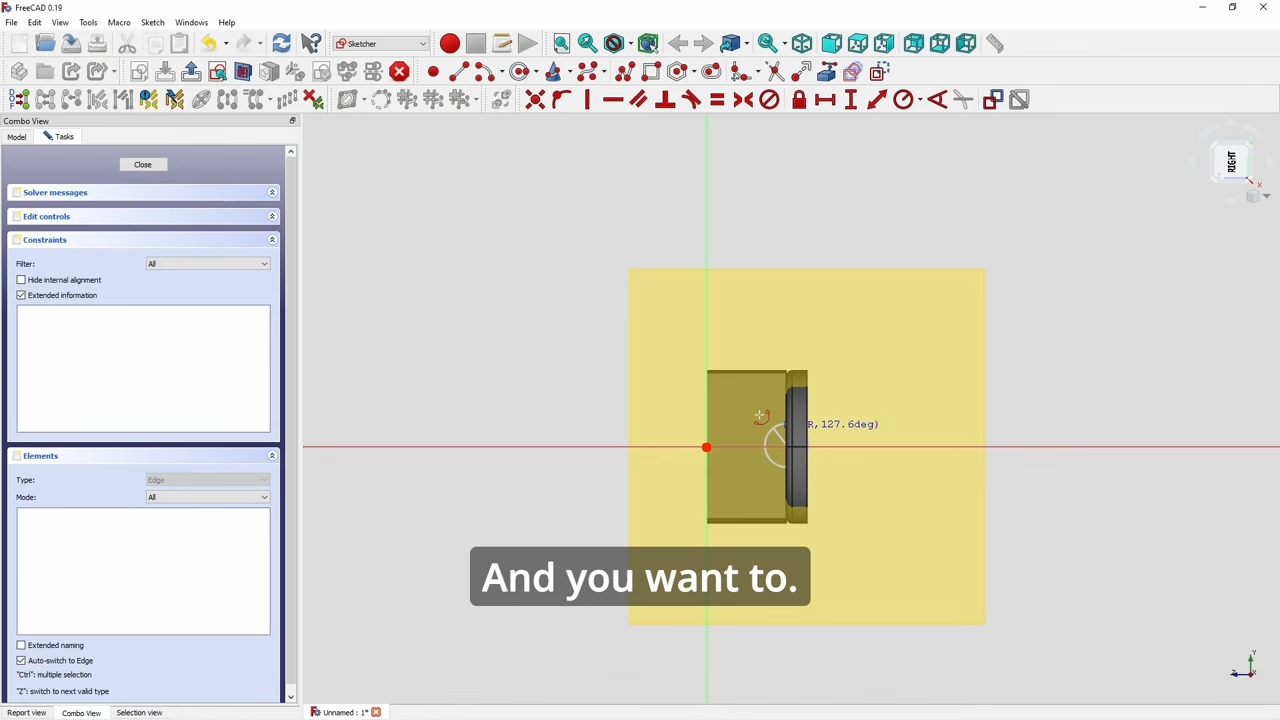 FreeCAD 0.19
File Edit View Tools Macro Sketch Windows Help
Sketcher
Combo View
Model Tasks
Close
Solver messages
Edit controls
Constraints
Filter: All
Hide internal alignment
Extended information
Elements
Type: Edge
Mode: All
Extended naming
Auto-switch to Edge
"Ctrl": multiple selection
"Z": switch to next valid type
Report view Combo View Selection view Unnamed : 1*
RIGHT
X
R,127.6deg)
And you want to.
Y
Z
X